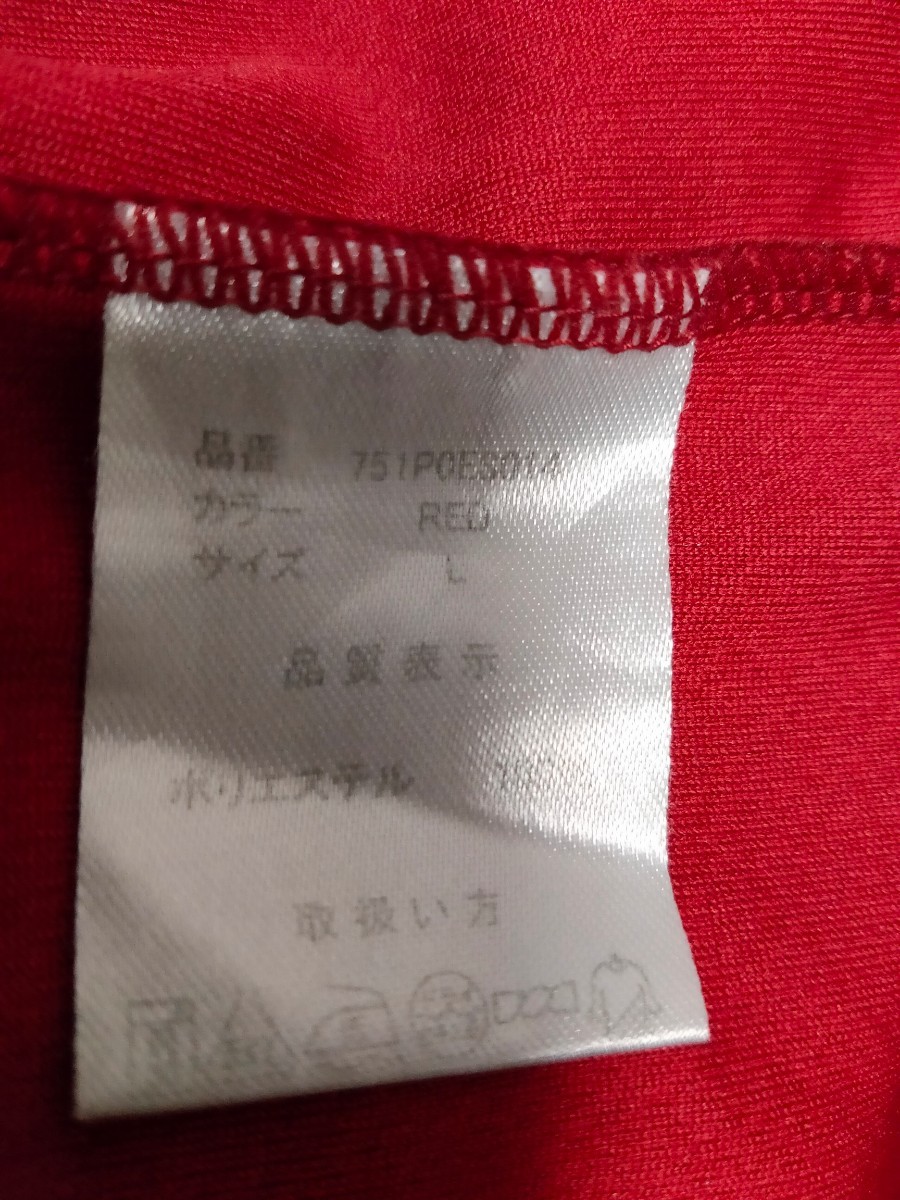 品番 751P0ES014
カラー RED
サイズ L
品質表示
ポリエステル
取扱い方